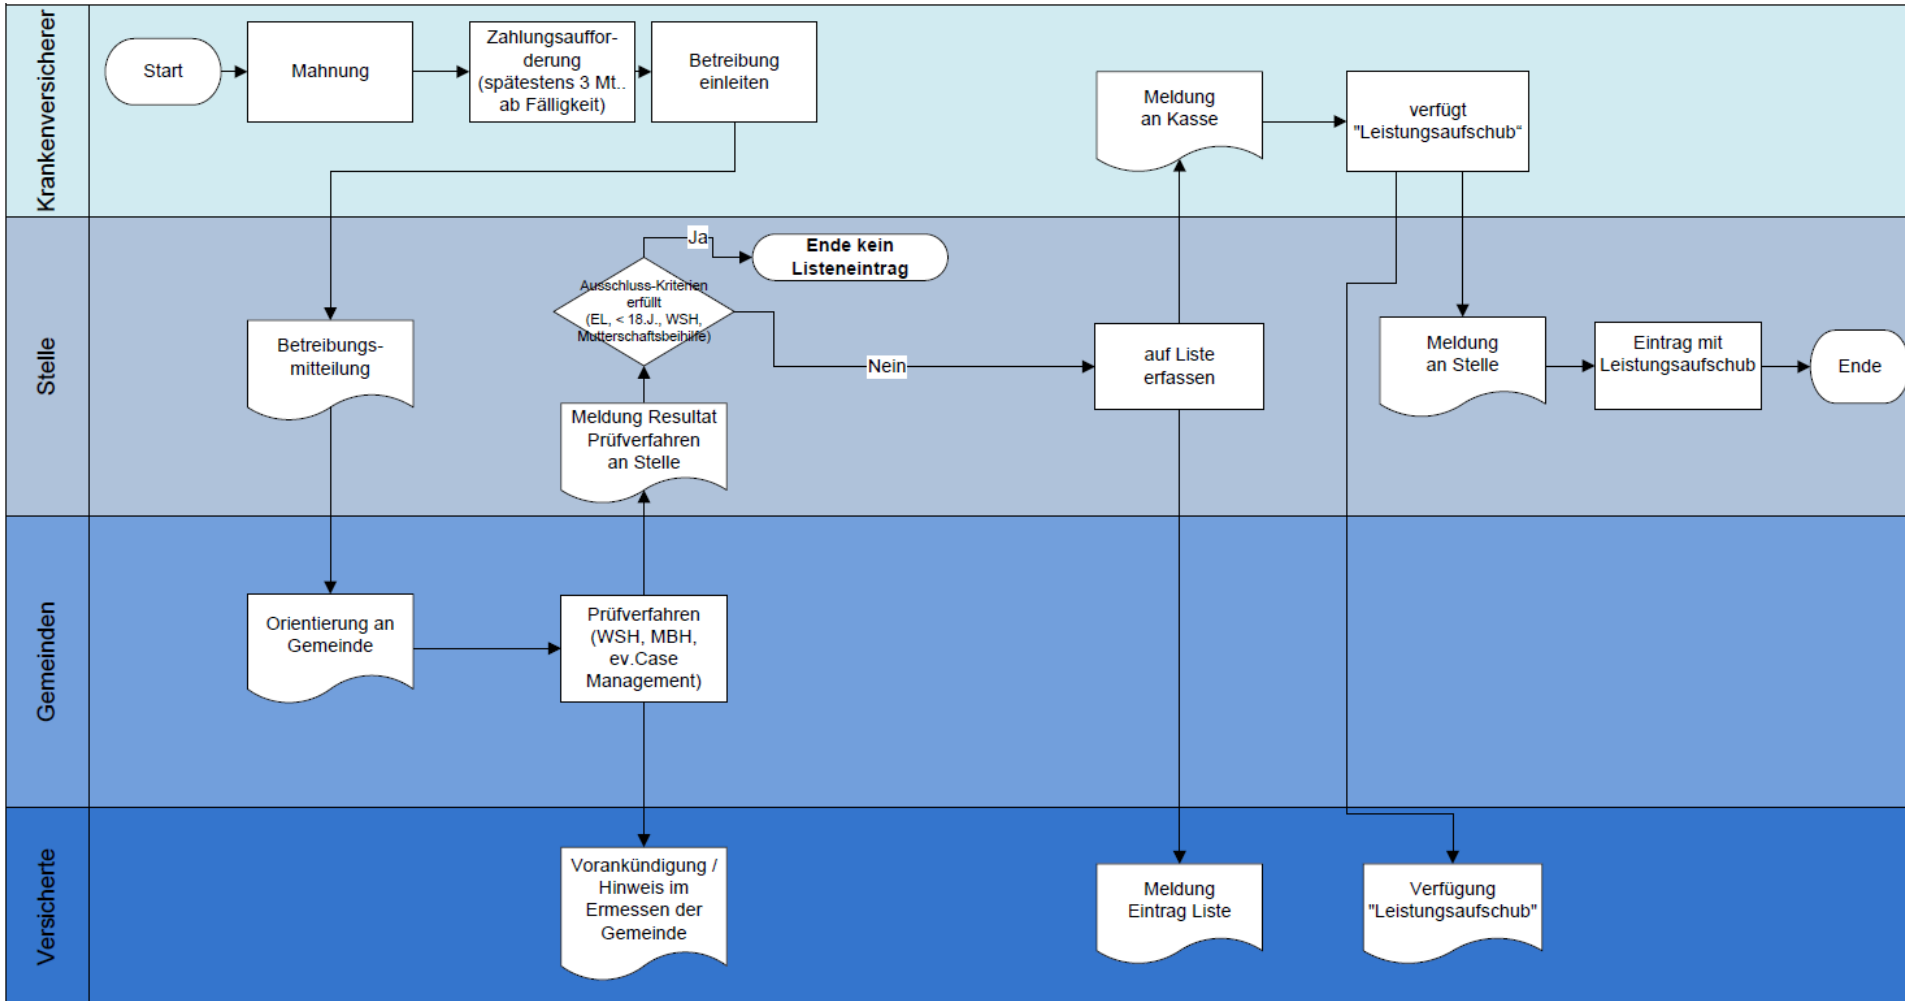 Krankenversicherer
Start
Mahnung
Zahlungsauffor-
derung
(spätestens 3 Mt..
ab Fälligkeit)
Betreibung
einleiten
Meldung
an Kasse
verfügt
"Leistungsaufschub“
Stelle
Betreibungs-
mitteilung
Ja
Ende kein
Listeneintrag
Ausschluss-Kriterien
erfüllt
(EL, < 18.J., WSH,
Mutterschaftsbeihilfe)
Nein
Meldung Resultat
Prüfverfahren
an Stelle
auf Liste
erfassen
Meldung
an Stelle
Eintrag mit
Leistungsaufschub
Ende
Gemeinden
Orientierung an
Gemeinde
Prüfverfahren
(WSH, MBH,
ev.Case
Management)
Versicherte
Vorankündigung /
Hinweis im
Ermessen der
Gemeinde
Meldung
Eintrag Liste
Verfügung
"Leistungsaufschub"